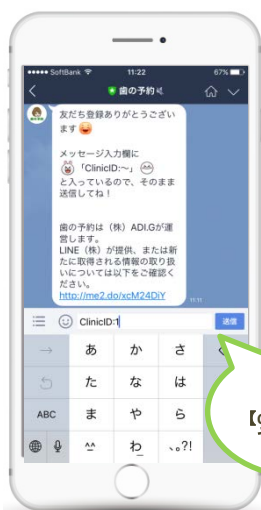 SoftBank 11:22 67%
歯の予約
友だち登録ありがとうござい
ます
メッセージ入力欄に
「ClinicID:〜」
と入っているので、そのまま
送信してね！
歯の予約は（株）ADI.Gが運
営します。
LINE（株）が提供、または新
たに取得される情報の取り扱
いについては以下をご確認く
ださい。
http://me2.do/xcM24DiY
11:11
ClinicID:1 送信
→ あ か さ
た な は
ABC ま や ら
^^ わ 、。?!